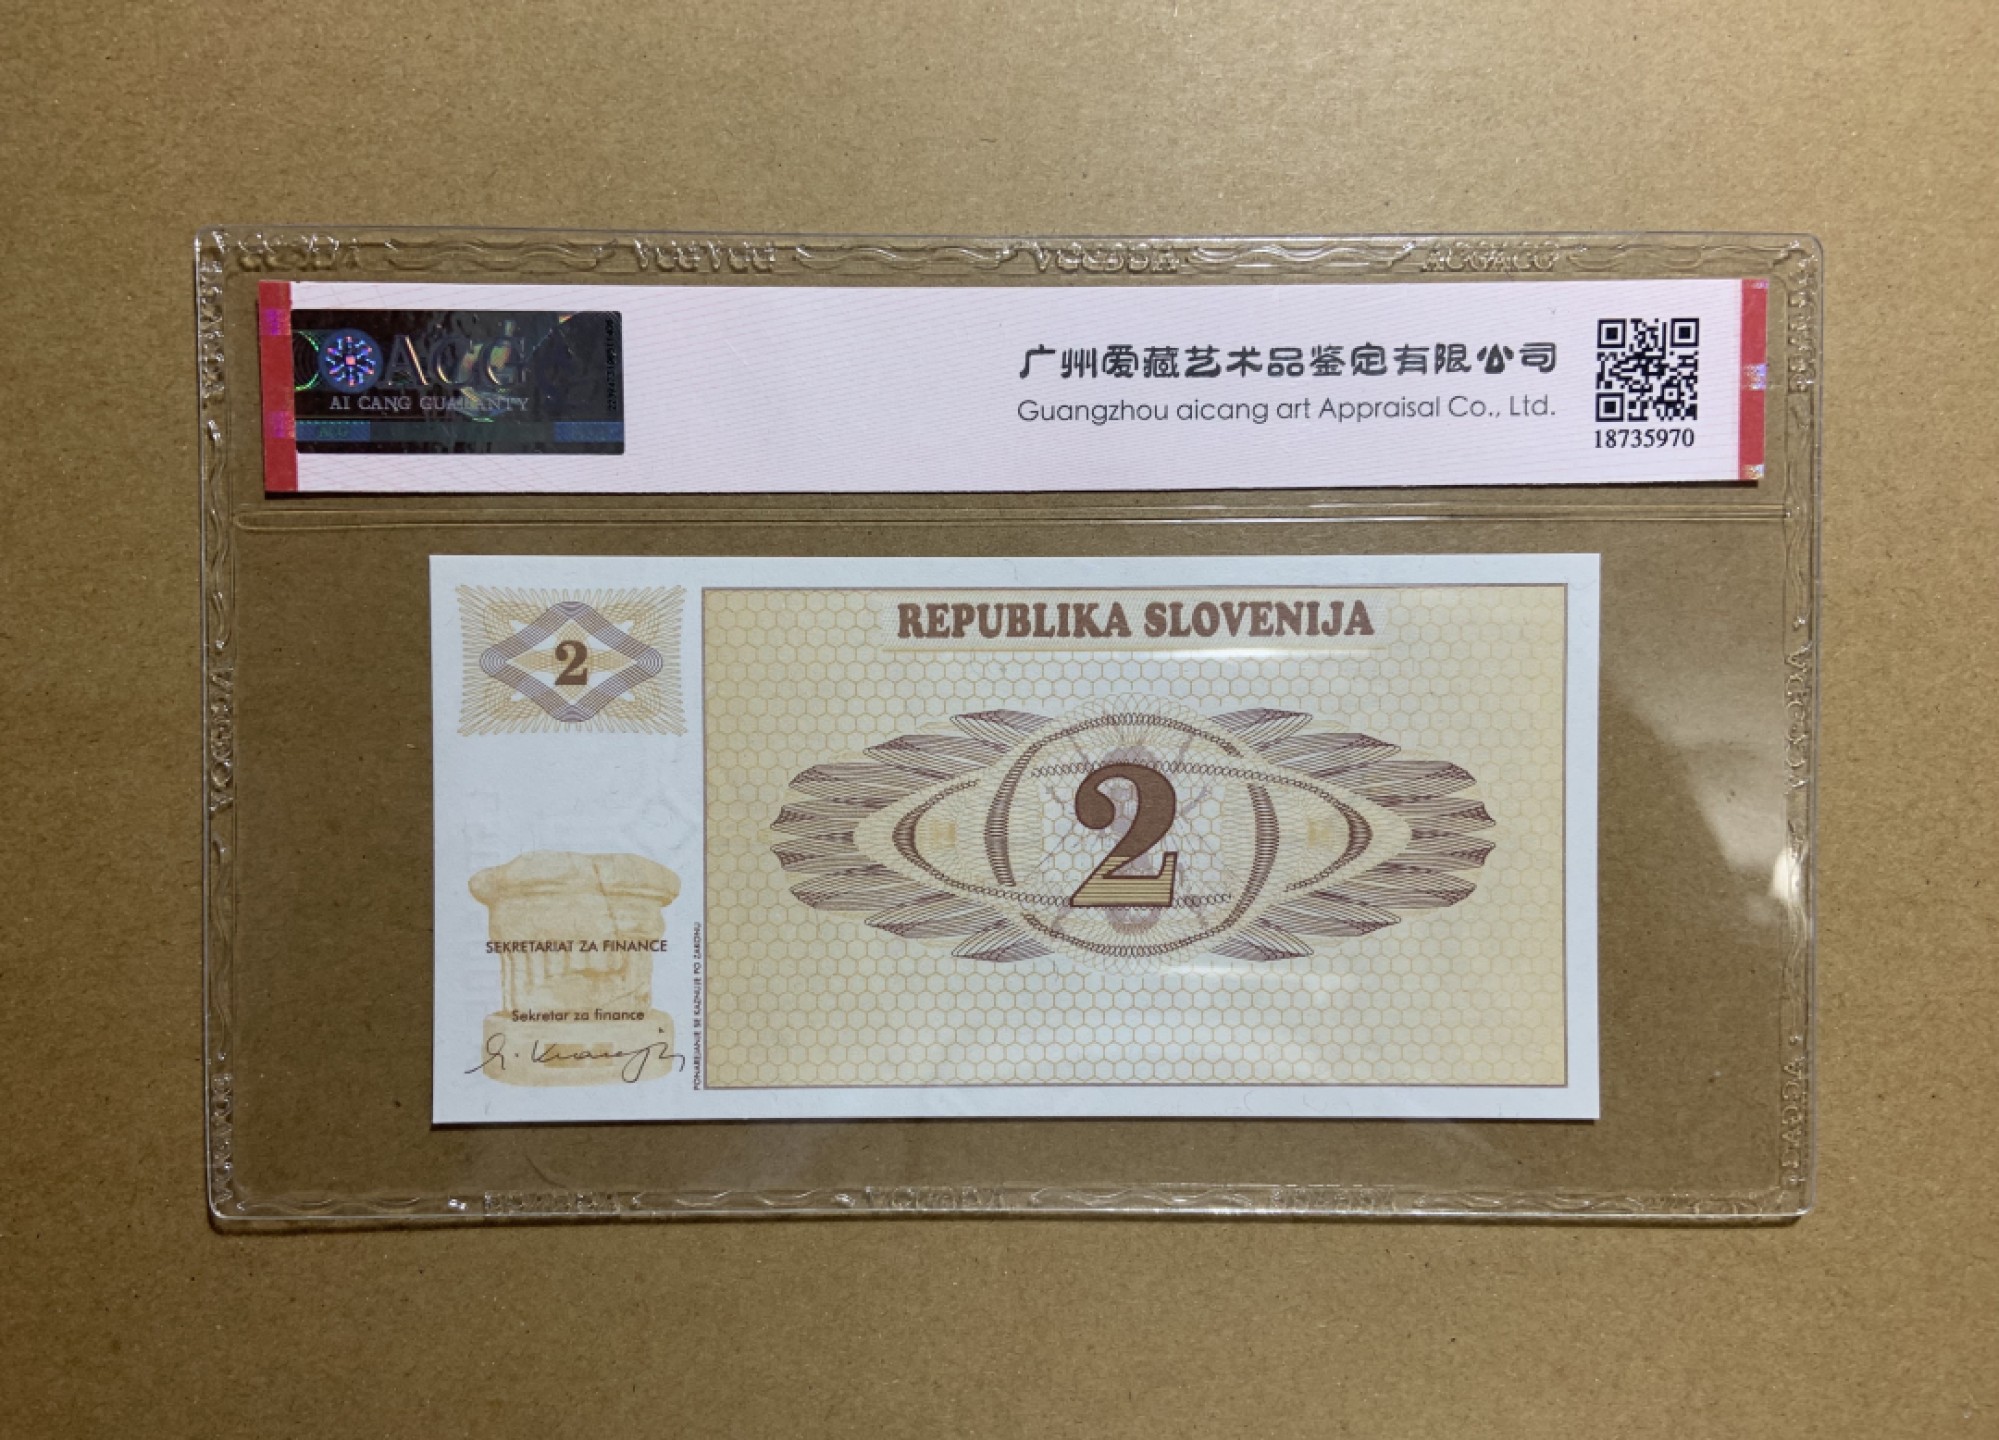 ACG
AI CANG GUARANTY
广州爱藏艺术品鉴定有限公司
Guangzhou aicang art Appraisal Co., Ltd.
18735970
2
REPUBLIKA SLOVENIJA
2
SEKRETARIAT ZA FINANCE
Sekretar za finance
PONAREJANJE SE KAZNUJE PO ZAKONU